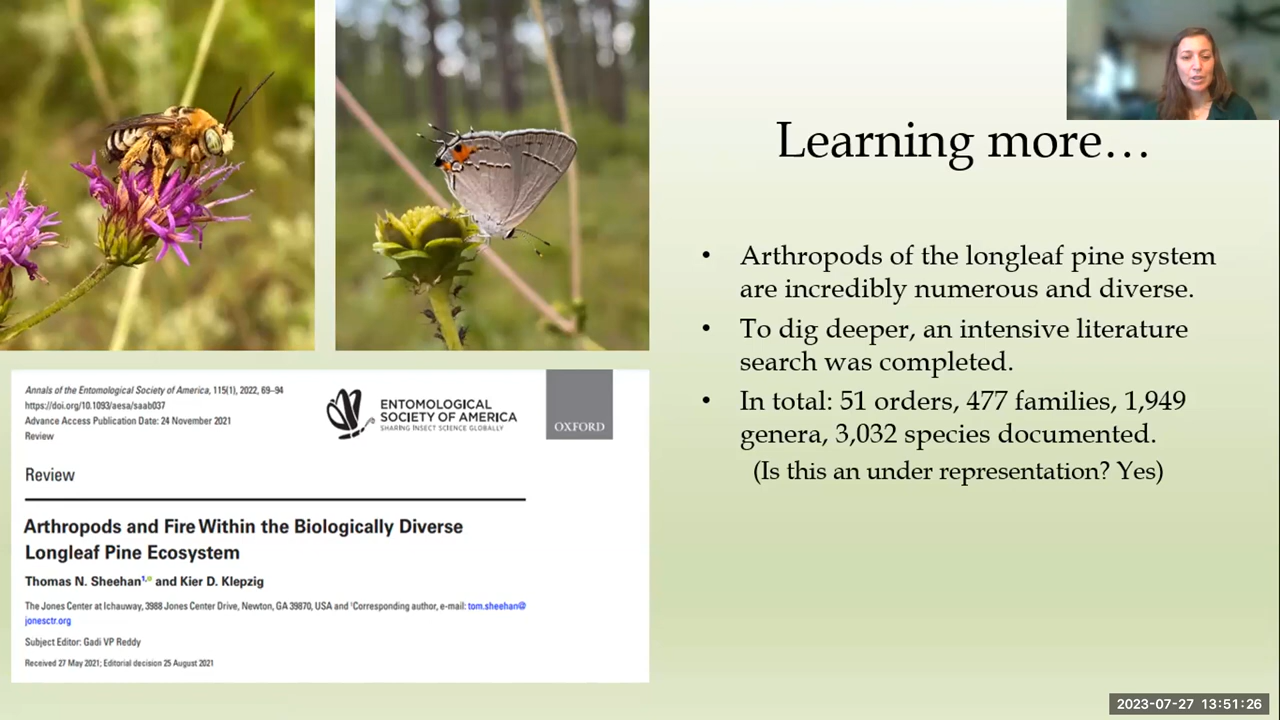 Learning more…
• Arthropods of the longleaf pine system
are incredibly numerous and diverse.
• To dig deeper, an intensive literature
search was completed.
• In total: 51 orders, 477 families, 1,949
genera, 3,032 species documented.
(Is this an under representation? Yes)
Annals of the Entomological Society of America, 115(1), 2022, 69–94
https://doi.org/10.1093/aesa/saab037
Advance Access Publication Date: 24 November 2021
Review
ENTOMOLOGICAL
SOCIETY OF AMERICA
SHARING INSECT SCIENCE GLOBALLY
OXFORD
Review
Arthropods and Fire Within the Biologically Diverse
Longleaf Pine Ecosystem
Thomas N. Sheehan1, and Kier D. Klepzig
The Jones Center at Ichauway, 3988 Jones Center Drive, Newton, GA 39870, USA and 1Corresponding author, e-mail: tom.sheehan@
jonesctr.org
Subject Editor: Gadi VP Reddy
Received 27 May 2021; Editorial decision 25 August 2021
2023-07-27 13:51:26